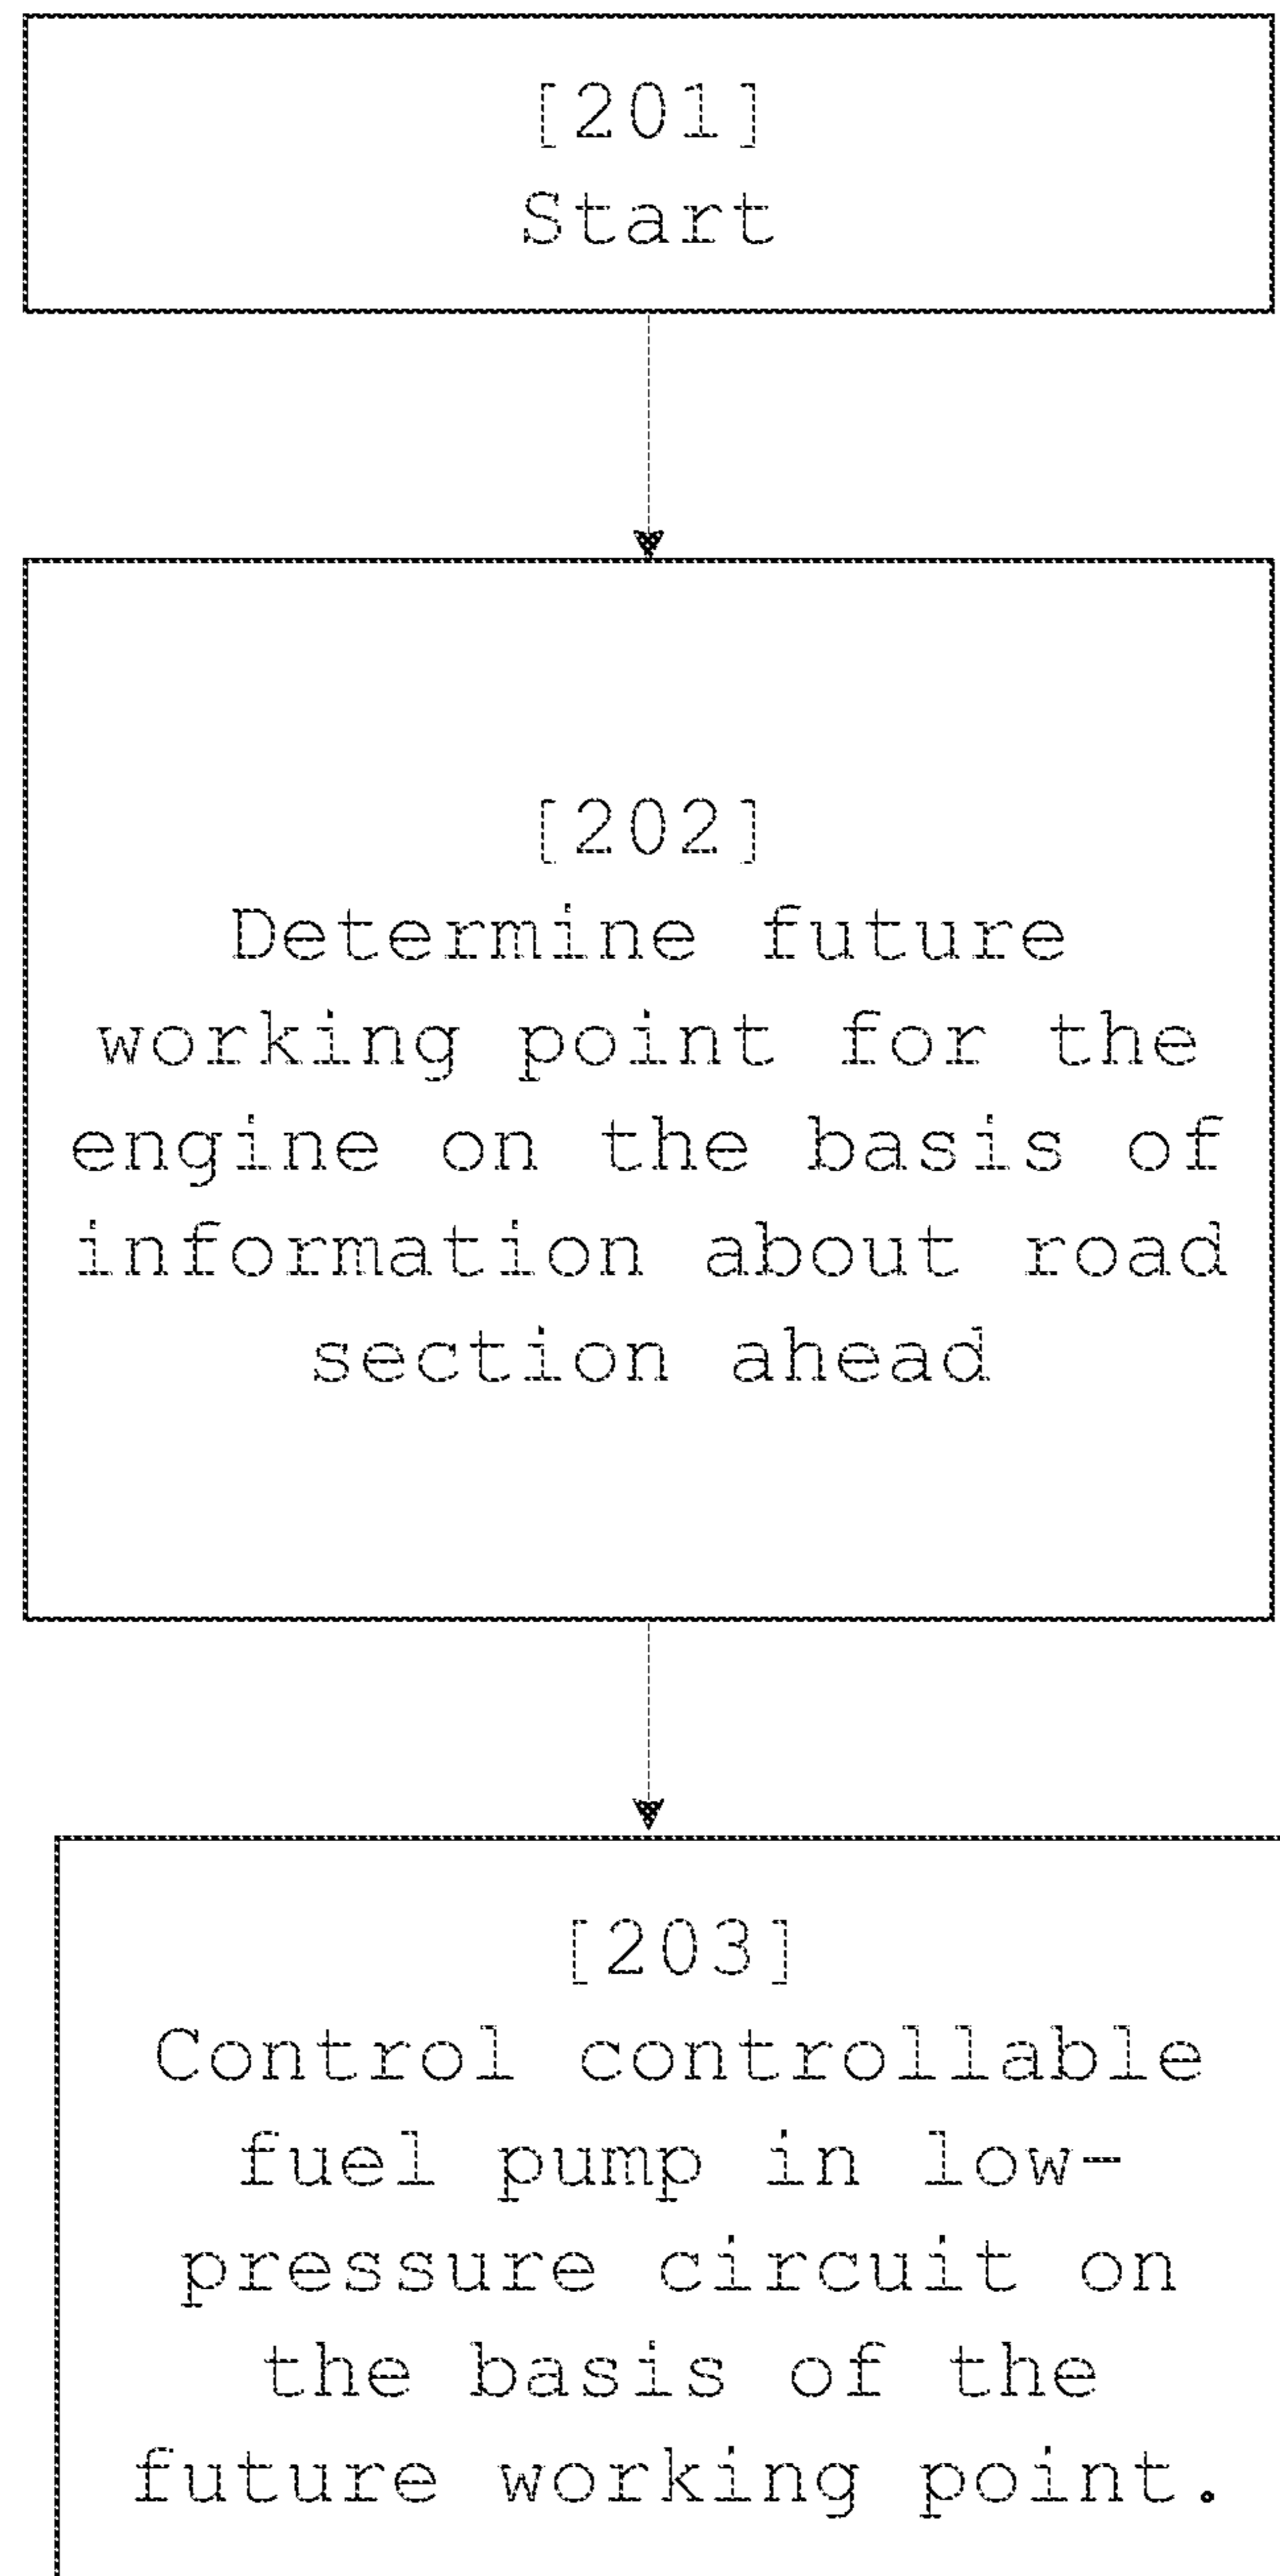 [201]
Start
[202]
Determine future
working point for the
engine on the basis of
information about road
section ahead
[203]
Control controllable
fuel pump in low-
pressure circuit on
the basis of the
future working point.